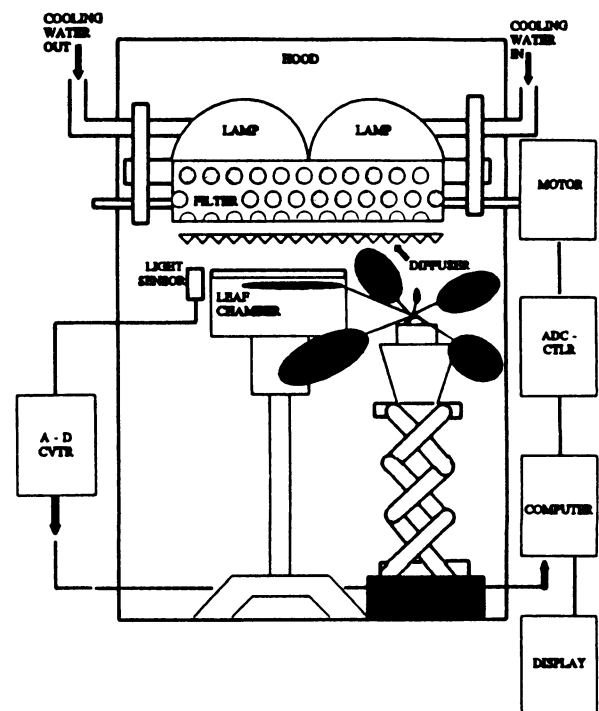 COOLING
WATER
OUT
COOLING
WATER
IN
HOOD
LAMP
LAMP
MOTOR
FILTER
DIFFUSER
LIGHT
SENSOR
LEAF
CHAMBER
ADC -
CTLR
A - D
CVTR
COMPUTER
DISPLAY